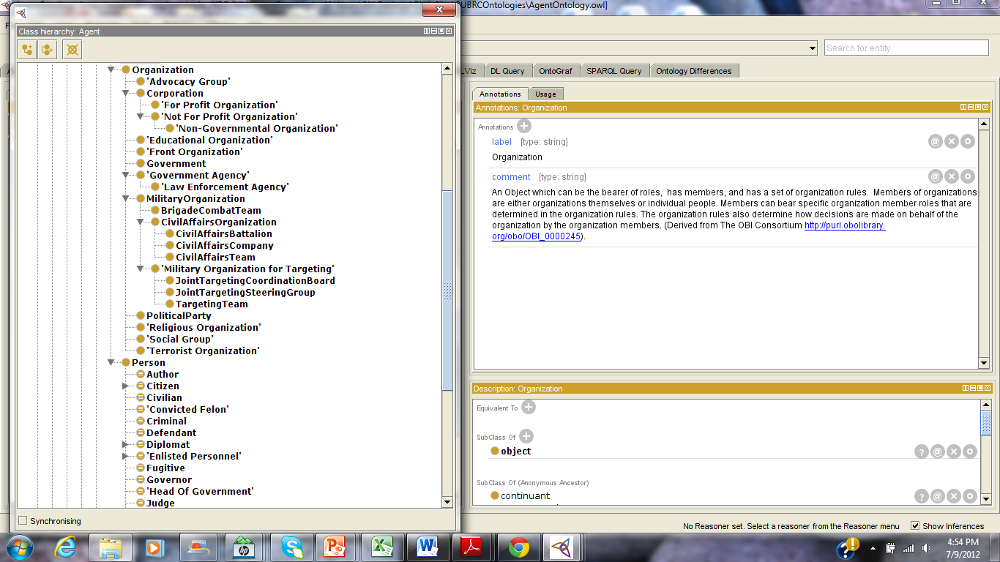 UBRCOntologies\AgentOntology.owl]
Class hierarchy: Agent
Search for entity
LViz
DL Query
OntoGraf
SPARQL Query
Ontology Differences
Organization
'Advocacy Group'
Corporation
'For Profit Organization'
'Not For Profit Organization'
'Non-Governmental Organization'
'Educational Organization'
'Front Organization'
Government
'Government Agency'
'Law Enforcement Agency'
MilitaryOrganization
BrigadeCombatTeam
CivilAffairsOrganization
CivilAffairsBattalion
CivilAffairsCompany
CivilAffairsTeam
'Military Organization for Targeting'
JointTargetingCoordinationBoard
JointTargetingSteeringGroup
TargetingTeam
PoliticalParty
'Religious Organization'
'Social Group'
'Terrorist Organization'
Person
Author
Citizen
Civilian
'Convicted Felon'
Criminal
Defendant
Diplomat
'Enlisted Personnel'
Fugitive
Governor
'Head Of Government'
Judge
Synchronising
Annotations
Usage
Annotations: Organization
Annotations
label [type: string]
Organization
comment [type: string]
An Object which can be the bearer of roles, has members, and has a set of organization rules. Members of organizations
are either organizations themselves or individual people. Members can bear specific organization member roles that are
determined in the organization rules. The organization rules also determine how decisions are made on behalf of the
organization by the organization members. (Derived from The OBI Consortium http://purl.obolibrary.
org/obo/OBI_0000245).
Description: Organization
Equivalent To
SubClass Of
object
SubClass Of (Anonymous Ancestor)
continuant
No Reasoner set. Select a reasoner from the Reasoner menu
Show Inferences
4:54 PM
7/9/2012